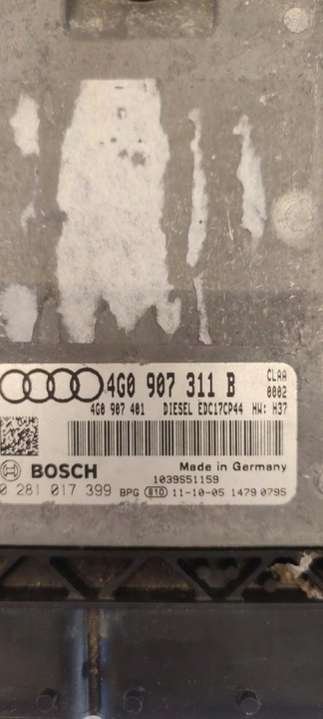 4G0 907 311 B CLAA
0002
4G0 907 401 DIESEL EDC17CP44 HW: H37
BOSCH Made in Germany
1039S51159
0 281 017 399 BPG 810 11-10-05 1479 0795